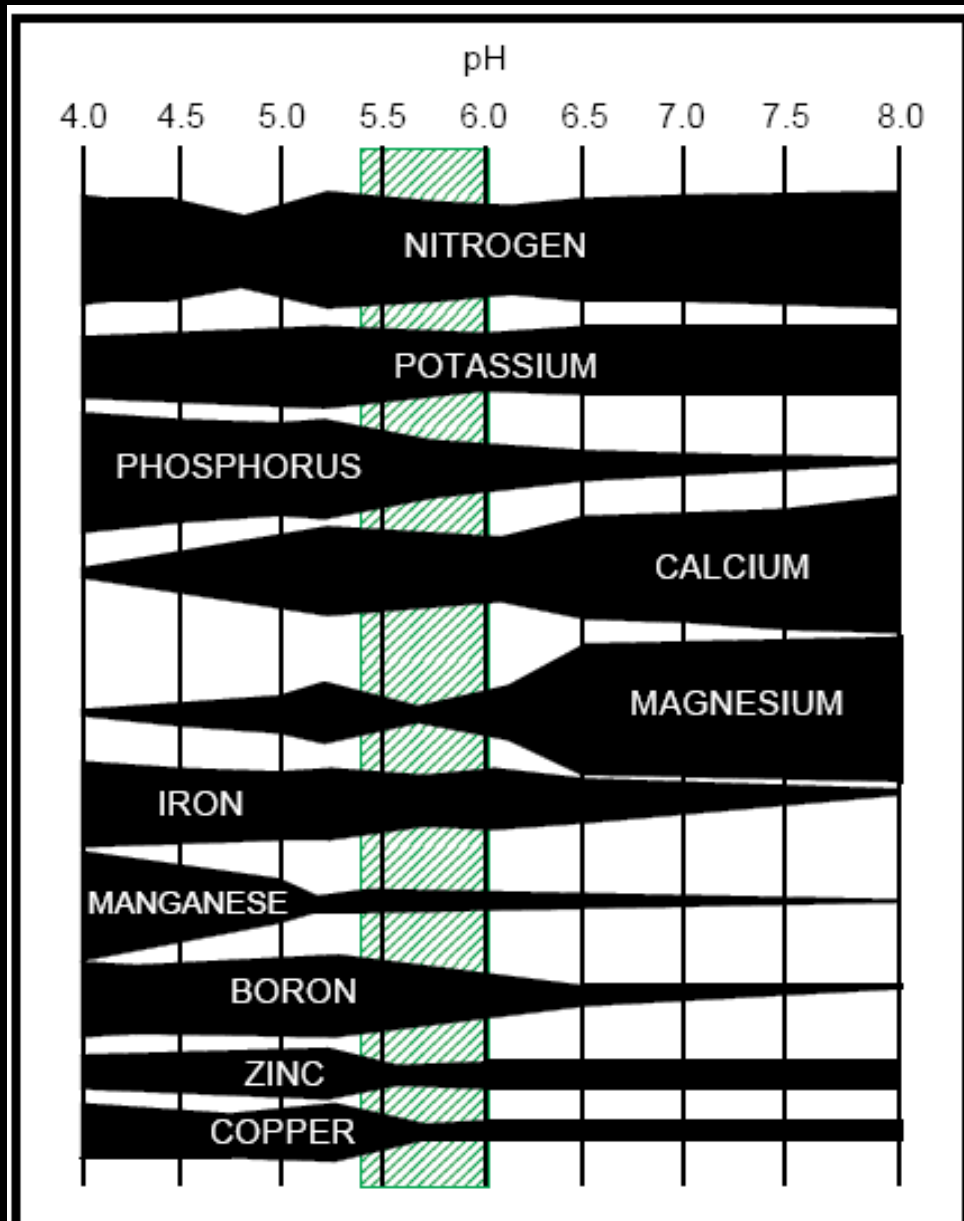 pH
4.0 4.5 5.0 5.5 6.0 6.5 7.0 7.5 8.0
NITROGEN
POTASSIUM
PHOSPHORUS
CALCIUM
MAGNESIUM
IRON
MANGANESE
BORON
ZINC
COPPER